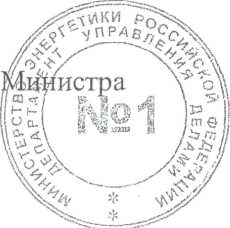 МИНИСТЕРСТВО ЭНЕРГЕТИКИ РОССИЙСКОЙ ФЕДЕРАЦИИ
ДЕПАРТАМЕНТ УПРАВЛЕНИЯ ДЕЛАМИ
Министра
№1
*
*